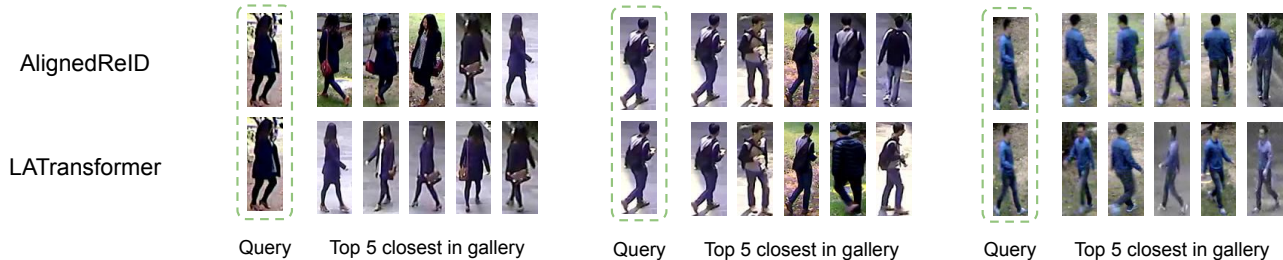 AlignedReID
LATransformer
Query Top 5 closest in gallery Query Top 5 closest in gallery Query Top 5 closest in gallery